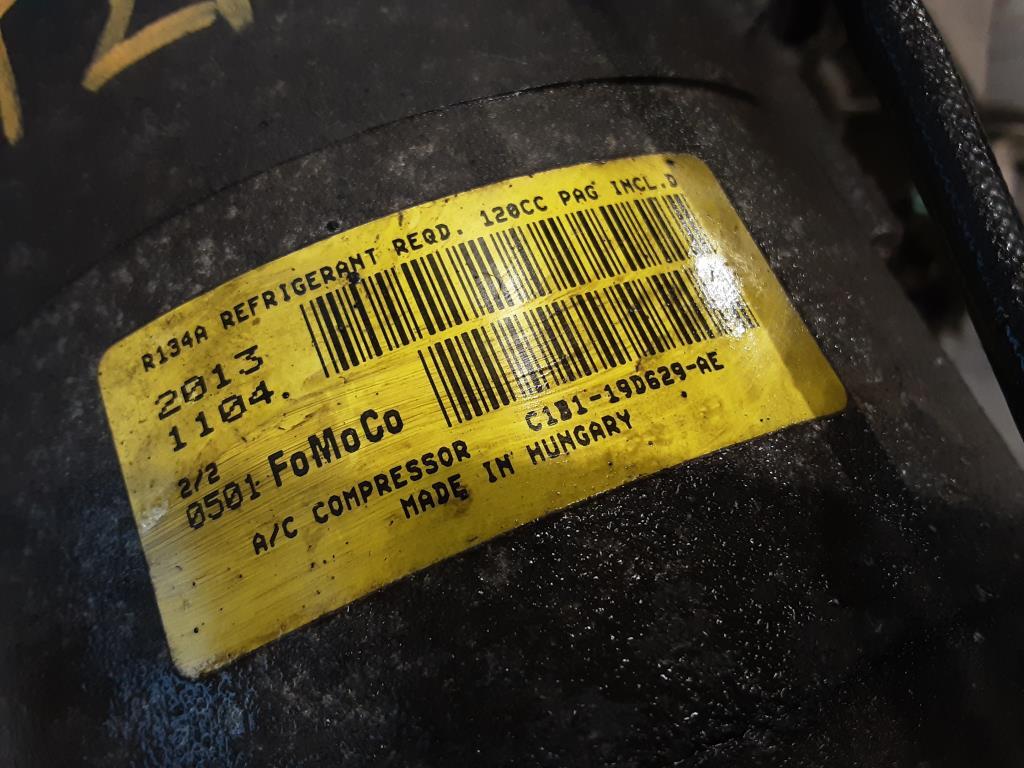 R134A REFRIGERANT REQD. 120CC PAG INCL.D
2013
1104.
2/2
0501 FoMoCo
A/C COMPRESSOR C1B1-19D629-AE
MADE IN HUNGARY